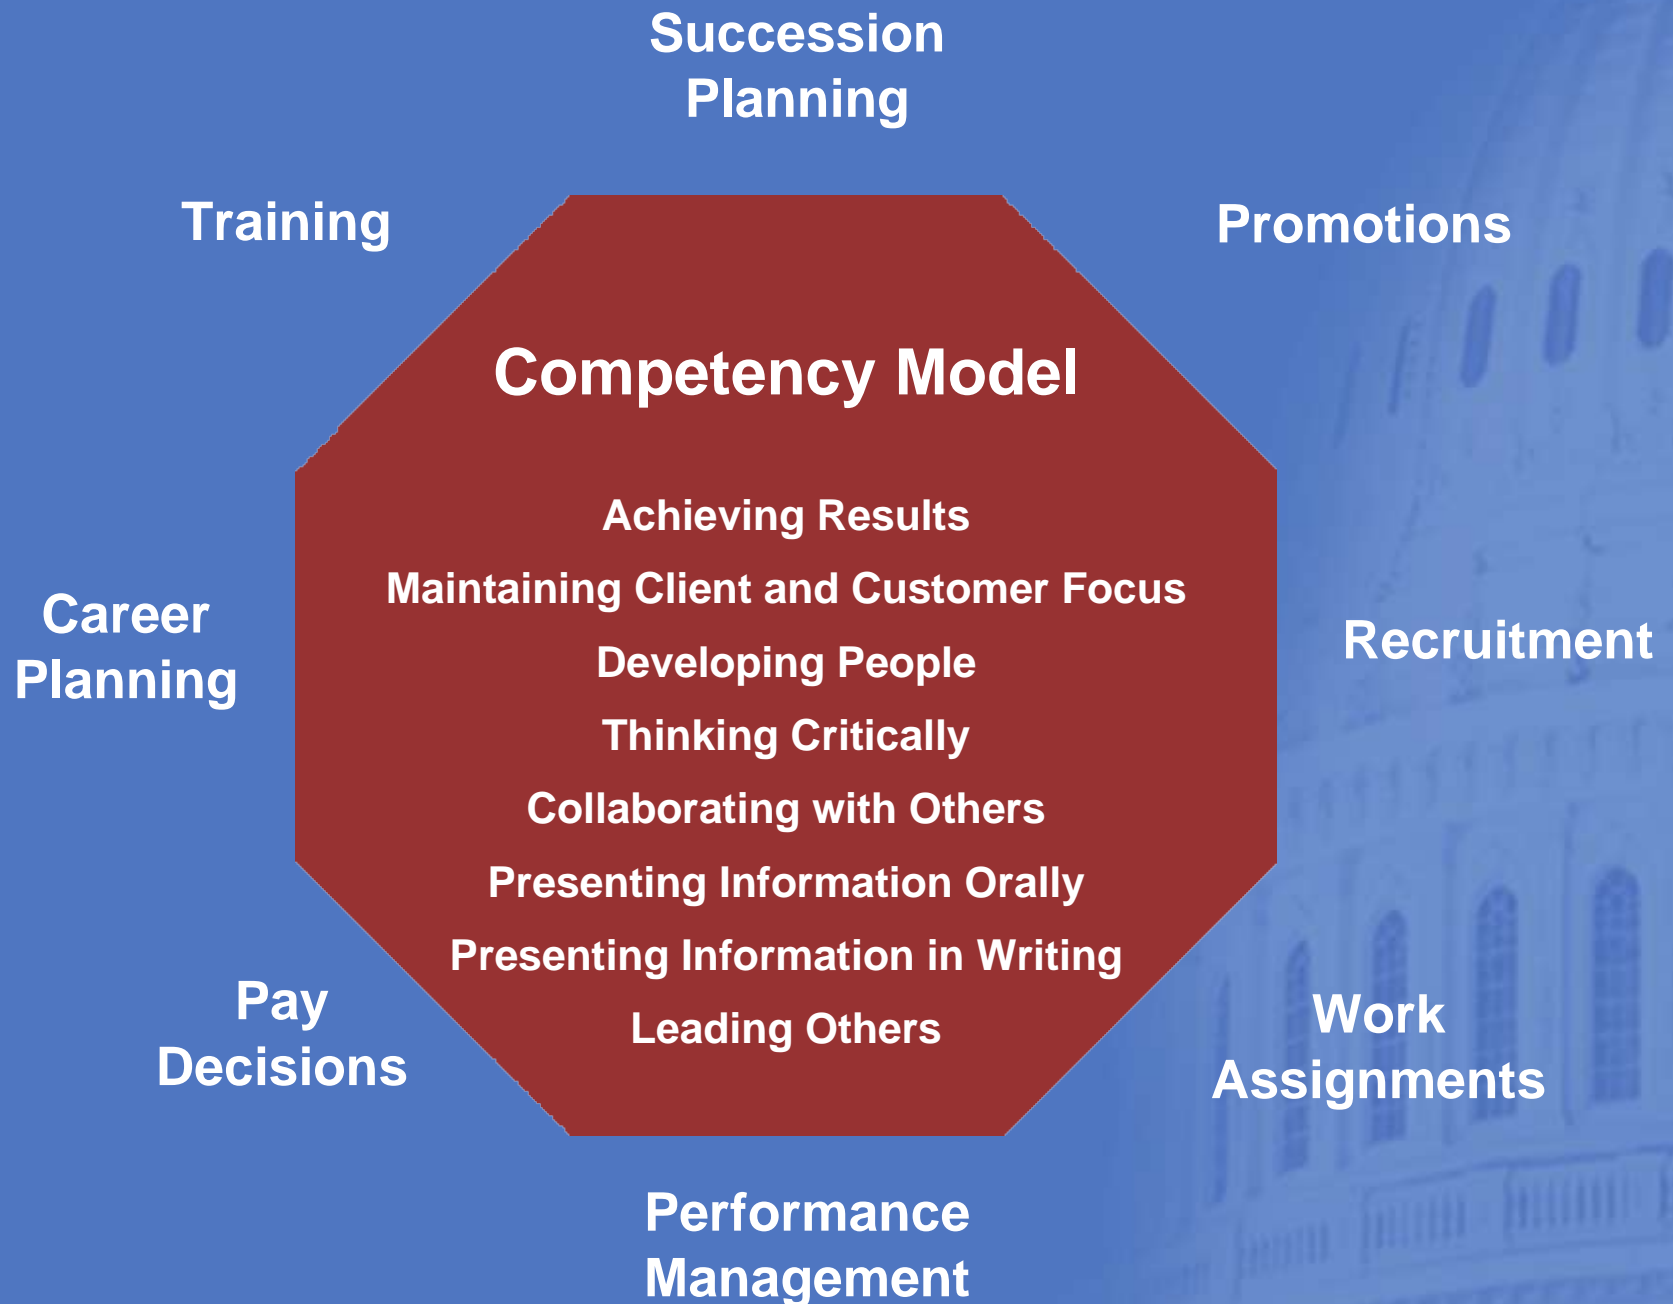 Succession
Planning
Training
Promotions
Competency Model
Achieving Results
Maintaining Client and Customer Focus
Developing People
Thinking Critically
Collaborating with Others
Presenting Information Orally
Presenting Information in Writing
Leading Others
Career
Planning
Recruitment
Pay
Decisions
Work
Assignments
Performance
Management